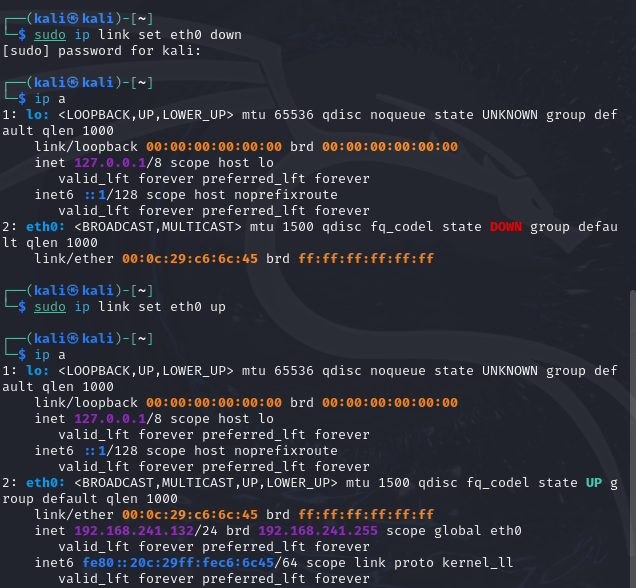 ┌──(kali㉿kali)-[~]
└─$ sudo ip link set eth0 down
[sudo] password for kali:

┌──(kali㉿kali)-[~]
└─$ ip a
1: lo: <LOOPBACK,UP,LOWER_UP> mtu 65536 qdisc noqueue state UNKNOWN group def
ault qlen 1000
    link/loopback 00:00:00:00:00:00 brd 00:00:00:00:00:00
    inet 127.0.0.1/8 scope host lo
       valid_lft forever preferred_lft forever
    inet6 ::1/128 scope host noprefixroute
       valid_lft forever preferred_lft forever
2: eth0: <BROADCAST,MULTICAST> mtu 1500 qdisc fq_codel state DOWN group defau
lt qlen 1000
    link/ether 00:0c:29:c6:6c:45 brd ff:ff:ff:ff:ff:ff

┌──(kali㉿kali)-[~]
└─$ sudo ip link set eth0 up

┌──(kali㉿kali)-[~]
└─$ ip a
1: lo: <LOOPBACK,UP,LOWER_UP> mtu 65536 qdisc noqueue state UNKNOWN group def
ault qlen 1000
    link/loopback 00:00:00:00:00:00 brd 00:00:00:00:00:00
    inet 127.0.0.1/8 scope host lo
       valid_lft forever preferred_lft forever
    inet6 ::1/128 scope host noprefixroute
       valid_lft forever preferred_lft forever
2: eth0: <BROADCAST,MULTICAST,UP,LOWER_UP> mtu 1500 qdisc fq_codel state UP g
roup default qlen 1000
    link/ether 00:0c:29:c6:6c:45 brd ff:ff:ff:ff:ff:ff
    inet 192.168.241.132/24 brd 192.168.241.255 scope global eth0
       valid_lft forever preferred_lft forever
    inet6 fe80::20c:29ff:fec6:6c45/64 scope link proto kernel_ll
       valid_lft forever preferred_lft forever